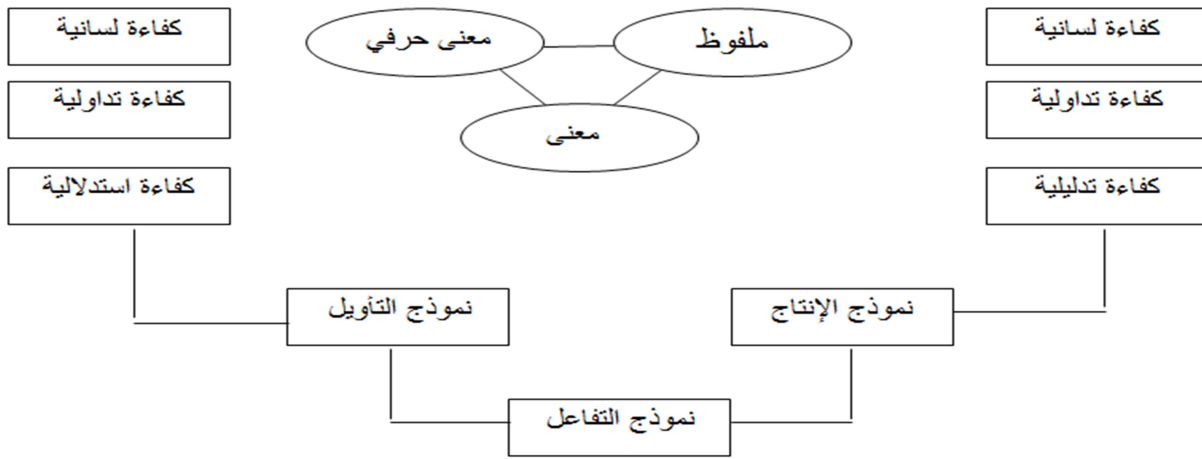 كفاءة لسانية
ملفوظ
معنى حرفي
كفاءة لسانية
كفاءة تداولية
معنى
كفاءة تداولية
كفاءة تدليلية
كفاءة استدلالية
نموذج الإنتاج
نموذج التأويل
نموذج التفاعل